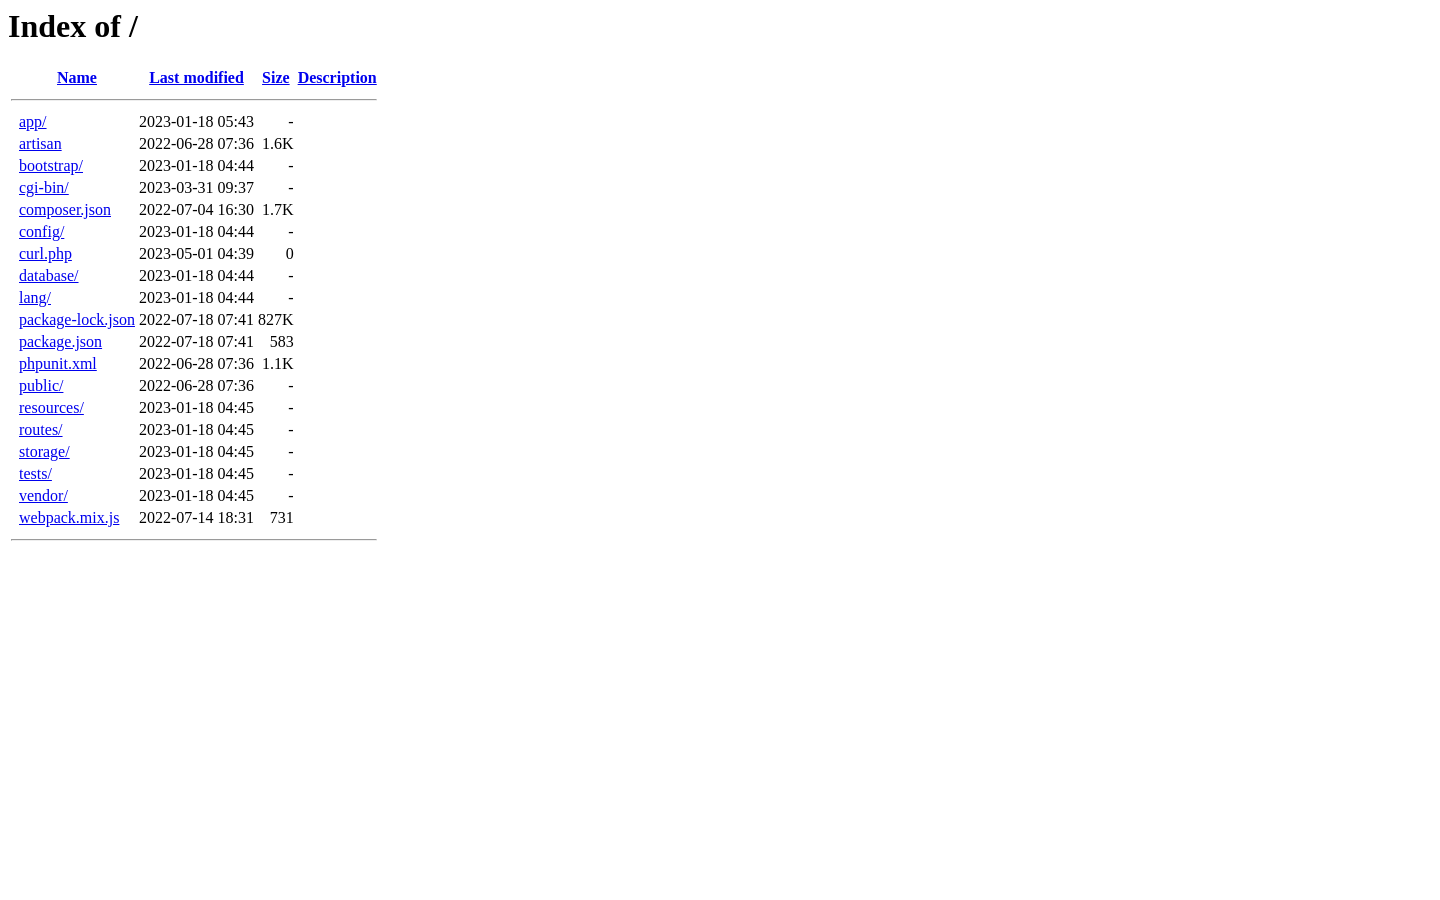 Index of /
Name Last modified Size Description
app/ 2023-01-18 05:43 -
artisan 2022-06-28 07:36 1.6K
bootstrap/ 2023-01-18 04:44 -
cgi-bin/ 2023-03-31 09:37 -
composer.json 2022-07-04 16:30 1.7K
config/ 2023-01-18 04:44 -
curl.php 2023-05-01 04:39 0
database/ 2023-01-18 04:44 -
lang/ 2023-01-18 04:44 -
package-lock.json 2022-07-18 07:41 827K
package.json 2022-07-18 07:41 583
phpunit.xml 2022-06-28 07:36 1.1K
public/ 2022-06-28 07:36 -
resources/ 2023-01-18 04:45 -
routes/ 2023-01-18 04:45 -
storage/ 2023-01-18 04:45 -
tests/ 2023-01-18 04:45 -
vendor/ 2023-01-18 04:45 -
webpack.mix.js 2022-07-14 18:31 731